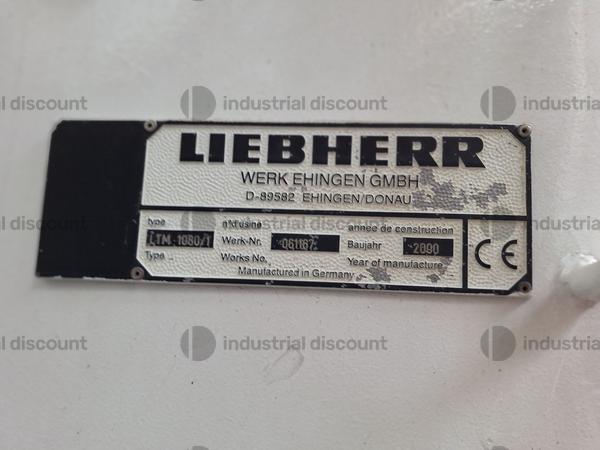 LIEBHERR
WERK EHINGEN GMBH
D-89582 EHINGEN/DONAU
type
LTM 1080/1
Type
n'd'usine
Werk-Nr. 061167
Works No.
année de construction
Baujahr 2000
Year of manufacture
Manufactured in Germany
CE
industrial discount
industrial discount
industrial discount
industrial discount
industrial discount
industrial discount
industrial discount